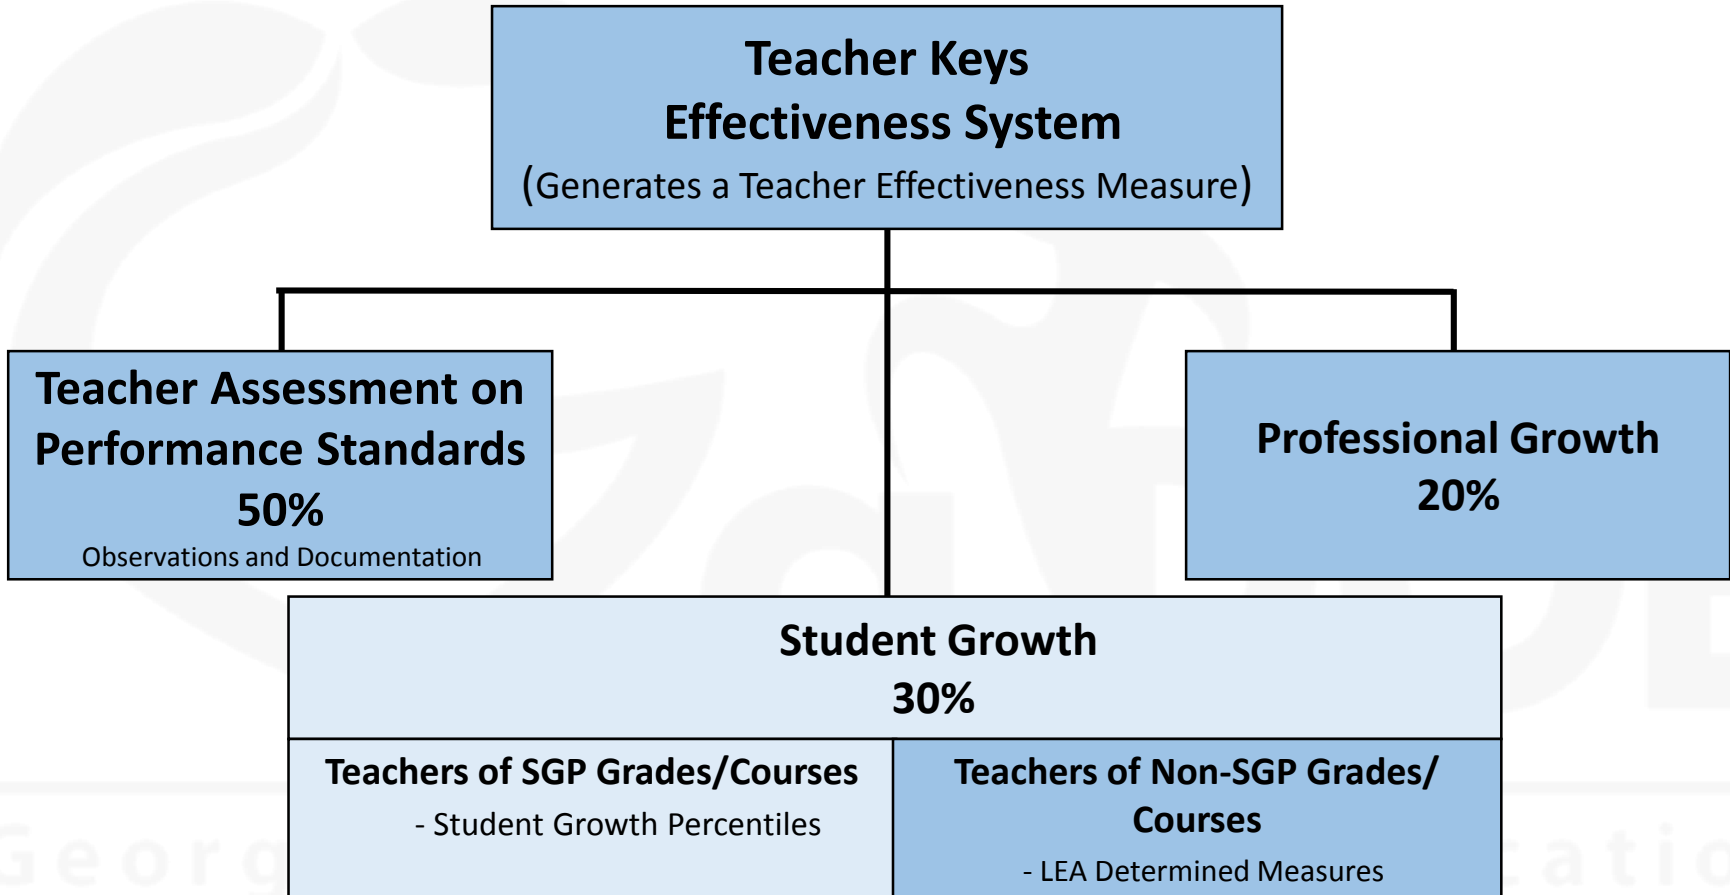 Teacher Keys
Effectiveness System
(Generates a Teacher Effectiveness Measure)
Teacher Assessment on
Performance Standards
50%
Observations and Documentation
Professional Growth
20%
Student Growth
30%
Teachers of SGP Grades/Courses
- Student Growth Percentiles
Teachers of Non-SGP Grades/
Courses
- LEA Determined Measures